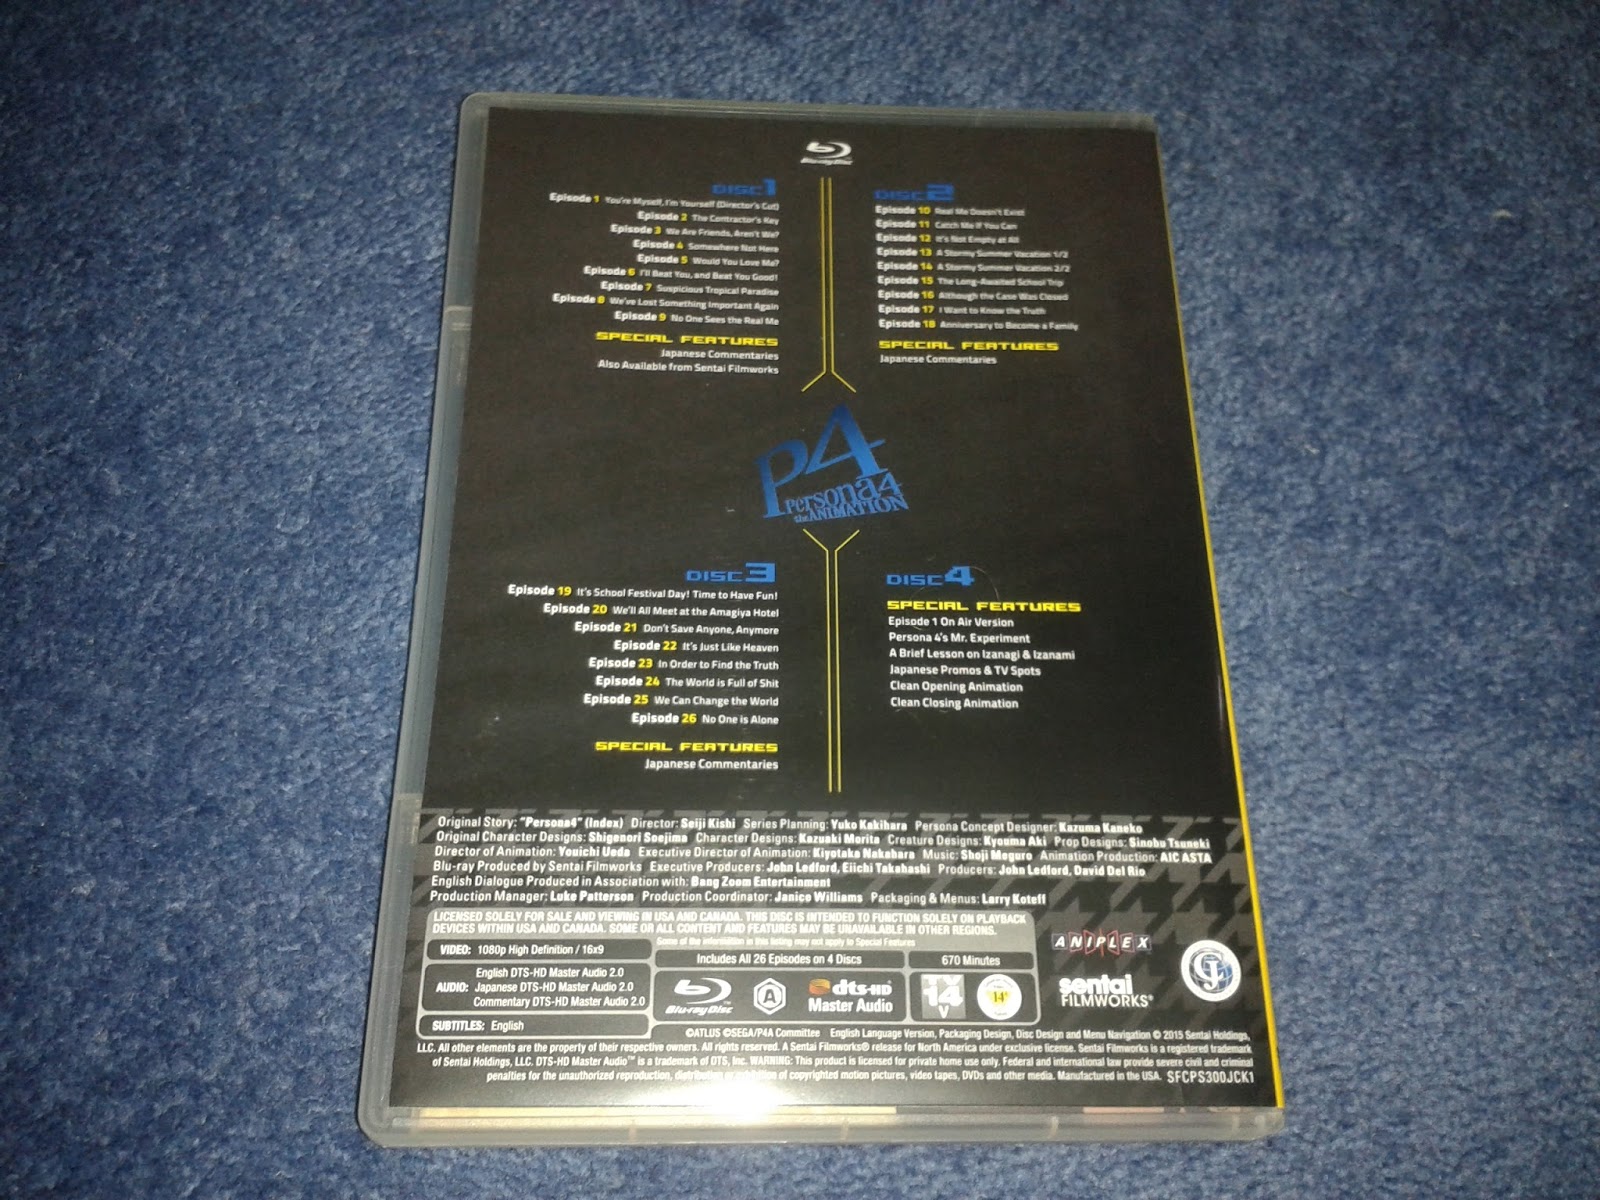 Blu-ray Disc
DISC 1
Episode 1 You're Myself, I'm Yourself (Director's Cut)
Episode 2 The Contractor's Key
Episode 3 We Are Friends, Aren't We?
Episode 4 Somewhere Not Here
Episode 5 Would You Love Me?
Episode 6 I'll Beat You, and Beat You Good!
Episode 7 Suspicious Tropical Paradise
Episode 8 We've Lost Something Important Again
Episode 9 No One Sees the Real Me
SPECIAL FEATURES
Japanese Commentaries
Also Available from Sentai Filmworks
DISC 2
Episode 10 Real Me Doesn't Exist
Episode 11 Catch Me if You Can
Episode 12 It's Not Empty at All
Episode 13 A Stormy Summer Vacation 1/2
Episode 14 A Stormy Summer Vacation 2/2
Episode 15 The Long-Awaited School Trip
Episode 16 Although the Case Was Closed
Episode 17 I Want to Know the Truth
Episode 18 Anniversary to Become a Family
SPECIAL FEATURES
Japanese Commentaries
P4
Persona4
the ANIMATION
DISC 3
Episode 19 It's School Festival Day! Time to Have Fun!
Episode 20 We'll All Meet at the Amagiya Hotel
Episode 21 Don't Save Anyone, Anymore
Episode 22 It's Just Like Heaven
Episode 23 In Order to Find the Truth
Episode 24 The World is Full of Shit
Episode 25 We Can Change the World
Episode 26 No One is Alone
SPECIAL FEATURES
Japanese Commentaries
DISC 4
SPECIAL FEATURES
Episode 1 On Air Version
Persona 4's Mr. Experiment
A Brief Lesson on Izanagi & Izanami
Japanese Promos & TV Spots
Clean Opening Animation
Clean Closing Animation
Original Story: "Persona4" (Index) Director: Seiji Kishi Series Planning: Yuko Kakihara Persona Concept Designer: Kazuma Kaneko
Original Character Designs: Shigenori Soejima Character Designs: Kazuaki Morita Creature Designs: Kyouma Aki Prop Designs: Sinobu Tsuneki
Director of Animation: Youichi Ueda Executive Director of Animation: Kiyotaka Nakahara Music: Shoji Meguro Animation Production: AIC ASTA
Blu-ray Produced by Sentai Filmworks Executive Producers: John Ledford, Eiichi Takahashi Producers: John Ledford, David Del Rio
English Dialogue Produced in Association with: Bang Zoom Entertainment
Production Manager: Luke Patterson Production Coordinator: Janice Williams Packaging & Menus: Larry Koteff
LICENSED SOLELY FOR SALE AND VIEWING IN USA AND CANADA. THIS DISC IS INTENDED TO FUNCTION SOLELY ON PLAYBACK
DEVICES WITHIN USA AND CANADA. SOME OR ALL CONTENT AND FEATURES MAY BE UNAVAILABLE IN OTHER REGIONS.
Some of the information in this listing may not apply to Special Features
VIDEO: 1080p High Definition / 16x9
AUDIO: English DTS-HD Master Audio 2.0
Japanese DTS-HD Master Audio 2.0
Commentary DTS-HD Master Audio 2.0
SUBTITLES: English
Includes All 26 Episodes on 4 Discs
670 Minutes
Blu-ray Disc
A
dts-HD
Master Audio
TV
14
V
14+
ANIPLEX
sentai
FILMWORKS®
©ATLUS ©SEGA/P4A Committee English Language Version, Packaging Design, Disc Design and Menu Navigation © 2015 Sentai Holdings,
LLC. All other elements are the property of their respective owners. All rights reserved. A Sentai Filmworks® release for North America under exclusive license. Sentai Filmworks is a registered trademark
of Sentai Holdings, LLC. DTS-HD Master Audio™ is a trademark of DTS, Inc. WARNING: This product is licensed for private home use only. Federal and international law provide severe civil and criminal
penalties for the unauthorized reproduction, distribution or exhibition of copyrighted motion pictures, video tapes, DVDs and other media. Manufactured in the USA. SFCPS300JCK1